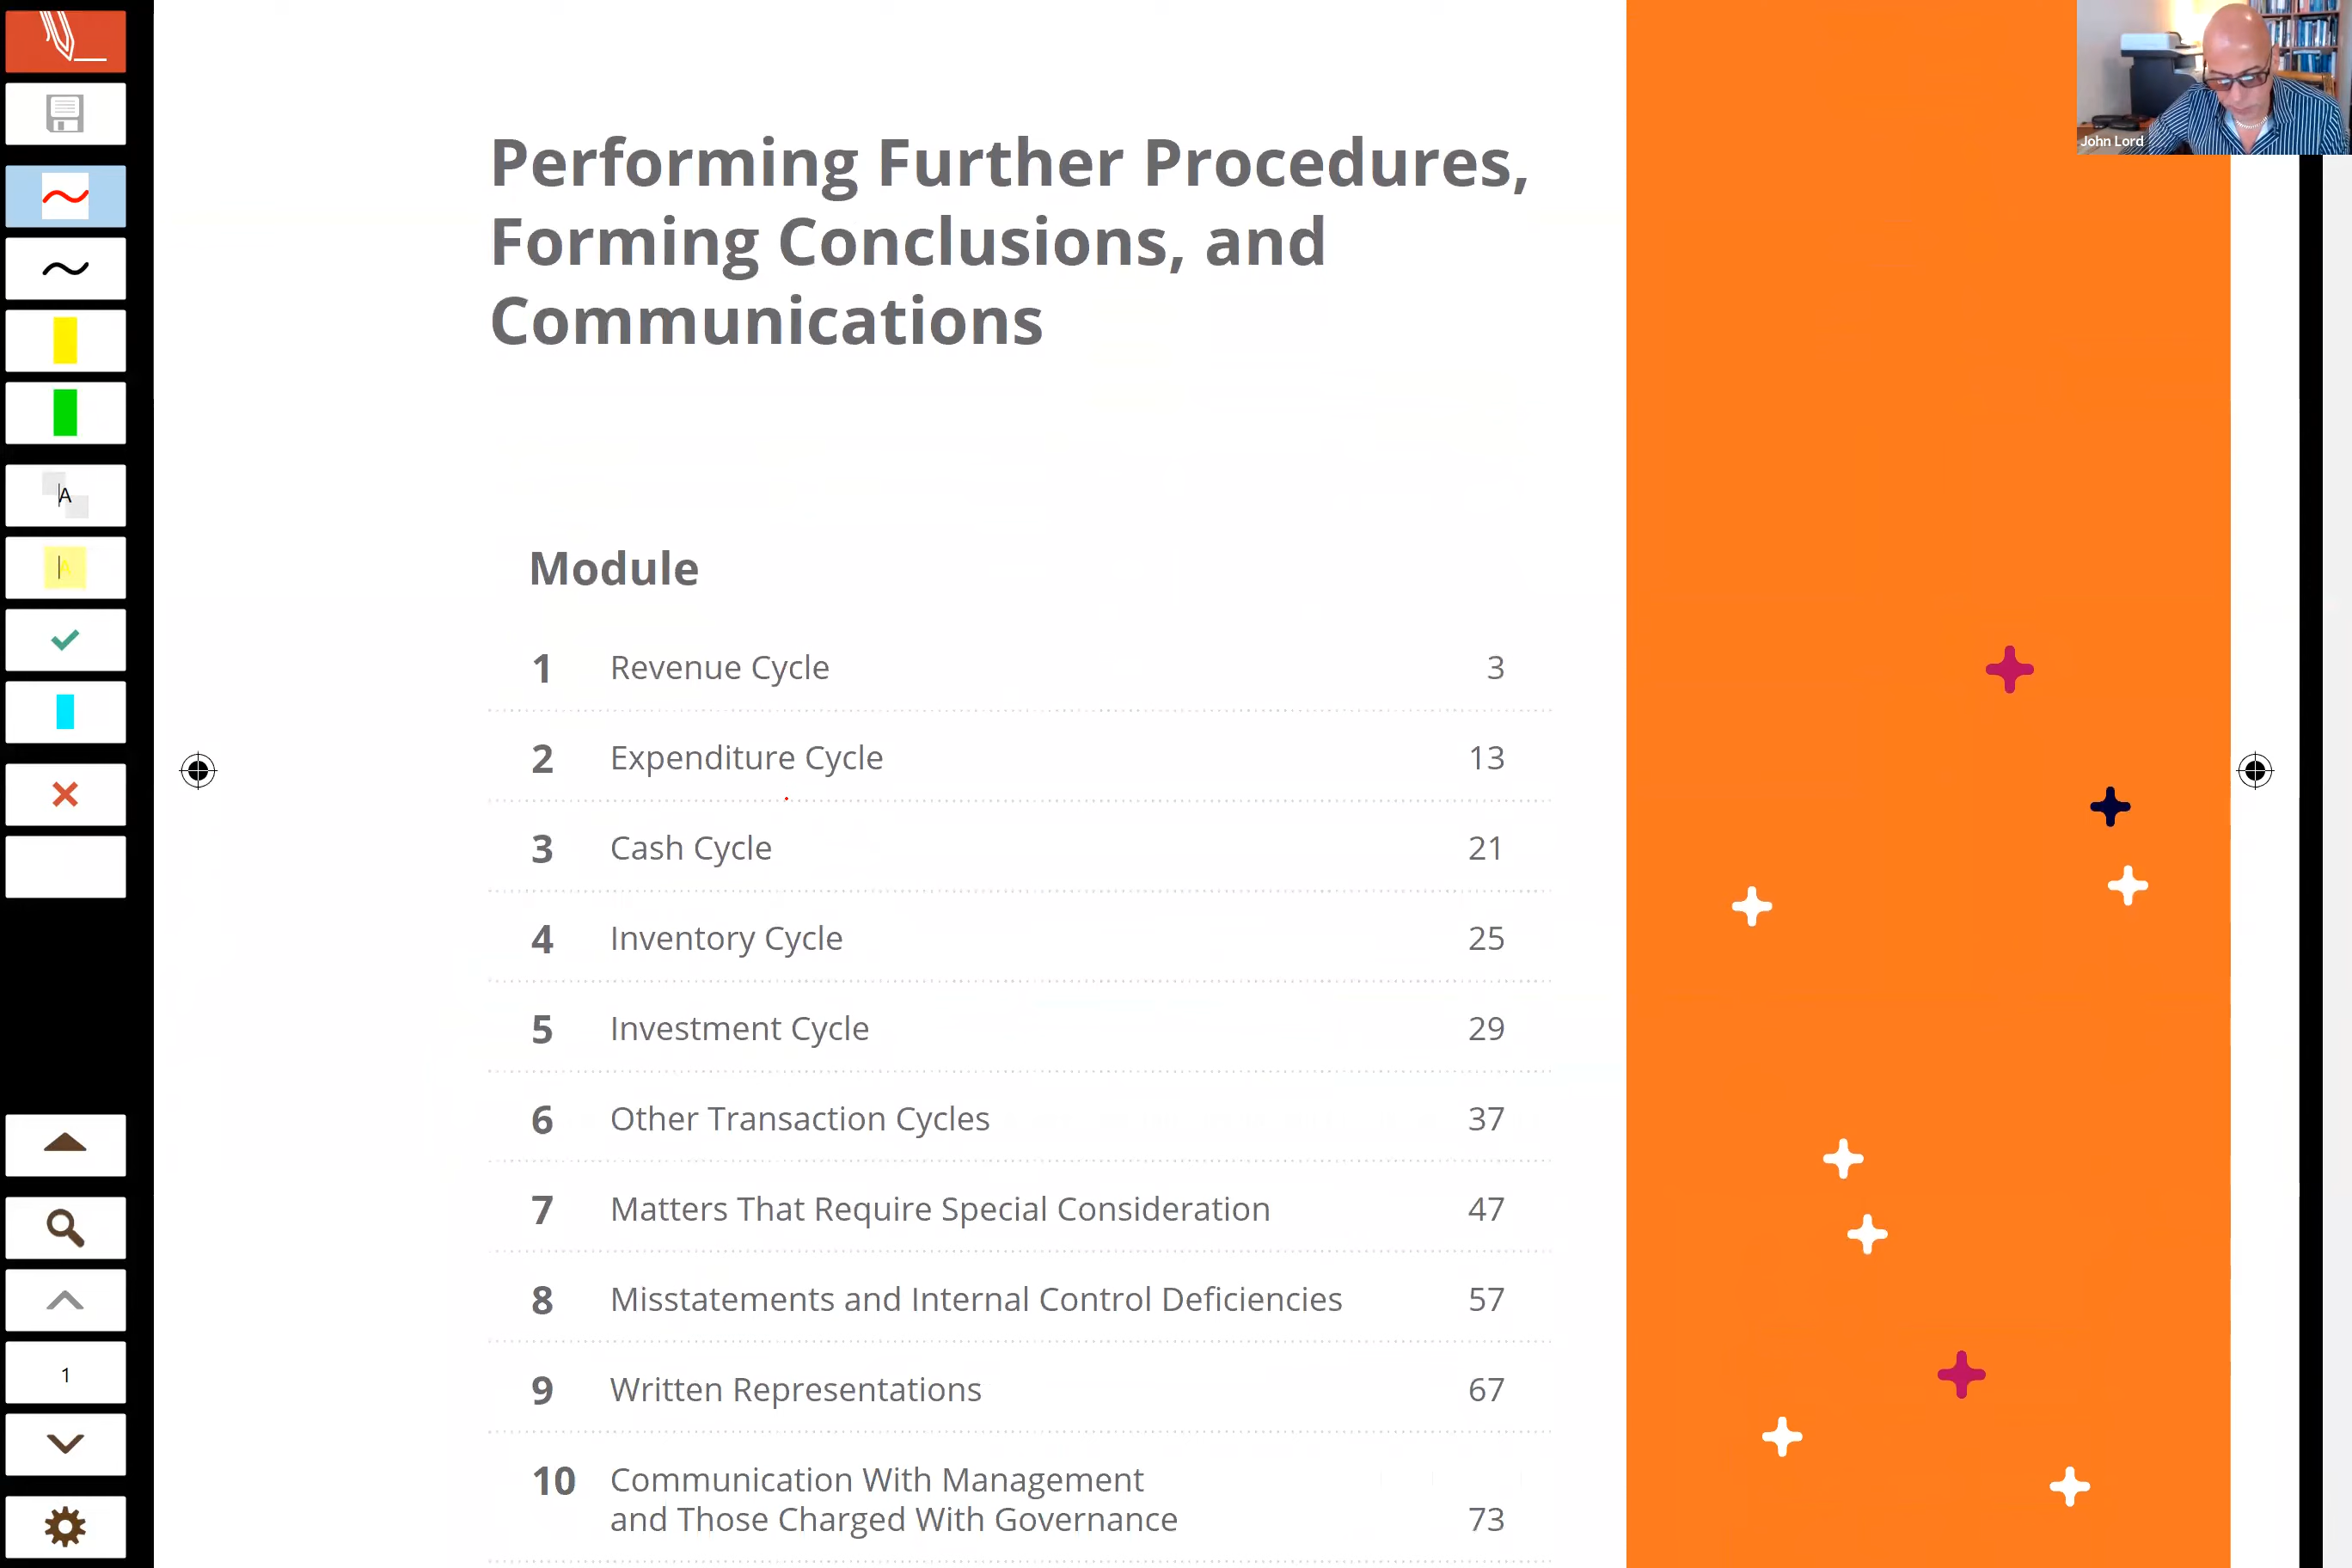 John Lord
Performing Further Procedures,
Forming Conclusions, and
Communications
Module
1 Revenue Cycle 3
2 Expenditure Cycle 13
3 Cash Cycle 21
4 Inventory Cycle 25
5 Investment Cycle 29
6 Other Transaction Cycles 37
7 Matters That Require Special Consideration 47
8 Misstatements and Internal Control Deficiencies 57
9 Written Representations 67
10 Communication With Management
and Those Charged With Governance 73
A
A
1